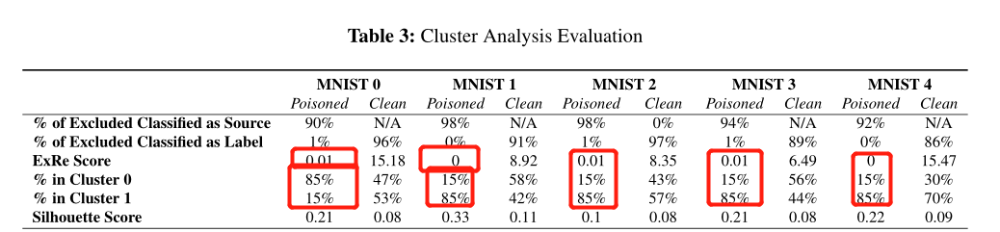 Table 3: Cluster Analysis Evaluation
MNIST 0 MNIST 1 MNIST 2 MNIST 3 MNIST 4
Poisoned Clean Poisoned Clean Poisoned Clean Poisoned Clean Poisoned Clean
% of Excluded Classified as Source 90% N/A 98% N/A 98% 0% 94% N/A 92% N/A
% of Excluded Classified as Label 1% 96% 0% 91% 1% 97% 1% 89% 0% 86%
ExRe Score 0.01 15.18 0 8.92 0.01 8.35 0.01 6.49 0 15.47
% in Cluster 0 85% 47% 15% 58% 15% 43% 15% 56% 15% 30%
% in Cluster 1 15% 53% 85% 42% 85% 57% 85% 44% 85% 70%
Silhouette Score 0.21 0.08 0.33 0.11 0.1 0.08 0.21 0.08 0.22 0.09